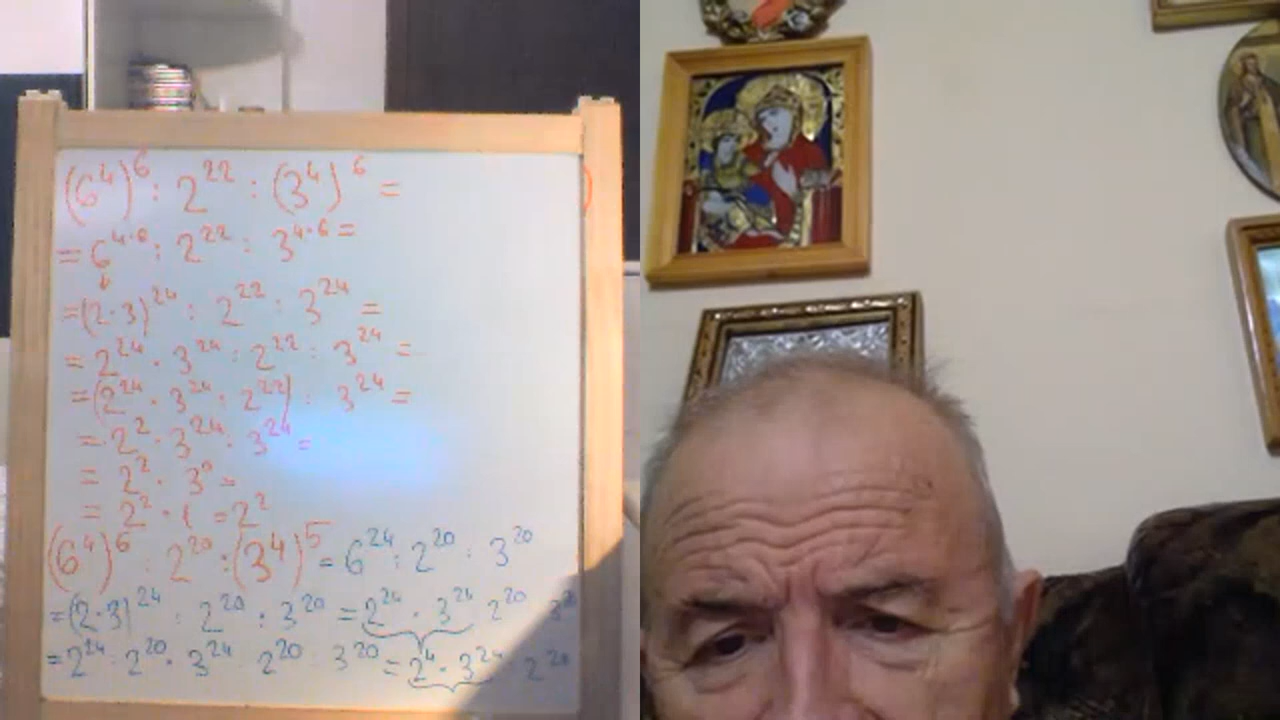 (6⁴)⁶ : 2²² : (3⁴)⁶ =
= 6⁴·⁶ : 2²² : 3⁴·⁶ =
= (2·3)²⁴ : 2²² : 3²⁴ =
= 2²⁴ · 3²⁴ : 2²² : 3²⁴ =
= (2²⁴ · 3²⁴ : 2²²) : 3²⁴ =
= 2² · 3²⁴ : 3²⁴ =
= 2² · 3⁰ =
= 2² · 1 = 2²
(6⁴)⁶ : 2²⁰ : (3⁴)⁵ = 6²⁴ : 2²⁰ : 3²⁰
= (2·3)²⁴ : 2²⁰ : 3²⁰ = 2²⁴ · 3²⁴ 2²⁰
= 2²⁴ : 2²⁰ · 3²⁴ 2²⁰ 3²⁰ = 2⁴ · 3²⁴ : 2²⁰